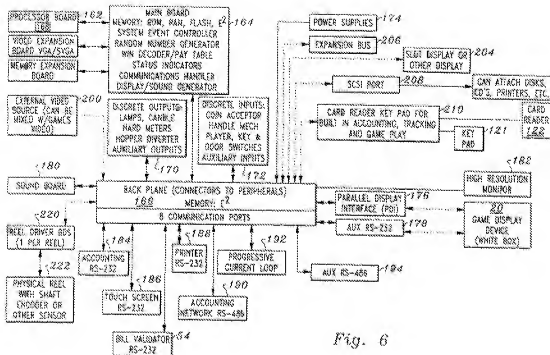 PROCESSOR BOARD
160
162
VIDEO EXPANSION
BOARD VGA/SVGA
MEMORY EXPANSION
BOARD
MAIN BOARD
MEMORY: ROM, RAM, FLASH, E²
SYSTEM EVENT CONTROLLER
RANDOM NUMBER GENERATOR
WIN DECODER/PAY TABLE
STATUS INDICATORS
COMMUNICATIONS HANDLER
DISPLAY/SOUND GENERATOR
164
POWER SUPPLIES
174
EXPANSION BUS
206
SLOT DISPLAY OR
OTHER DISPLAY
204
SCSI PORT
208
CAN ATTACH DISKS,
CD'S, PRINTERS, ETC.
EXTERNAL VIDEO
SOURCE (CAN BE
MIXED W/GAMES
VIDEO)
200
DISCRETE OUTPUTS:
LAMPS, CANDLE
HARD METERS
HOPPER DIVERTER
AUXILIARY OUTPUTS
170
DISCRETE INPUTS:
COIN ACCEPTOR
HANDLE MECH
PLAYER, KEY &
DOOR SWITCHES
AUXILIARY INPUTS
172
CARD READER KEY PAD FOR
BUILT IN ACCOUNTING, TRACKING
AND GAME PLAY
210
CARD
READER
122
KEY
PAD
121
180
SOUND BOARD
BACK PLANE (CONNECTORS TO PERIPHERALS)
168
MEMORY: E²
8 COMMUNICATION PORTS
182
HIGH RESOLUTION
MONITOR
PARALLEL DISPLAY
INTERFACE (PDI)
176
AUX RS-232
178
20
GAME DISPLAY
DEVICE
(WHITE BOX)
220
REEL DRIVER BDS
(1 PER REEL)
222
PHYSICAL REEL
WITH SHAFT
ENCODER OR
OTHER SENSOR
184
ACCOUNTING
RS-232
186
TOUCH SCREEN
RS-232
188
PRINTER
RS-232
192
PROGRESSIVE
CURRENT LOOP
194
AUX RS-486
190
ACCOUNTING
NETWORK RS-486
BILL VALIDATOR
RS-232
54
Fig. 6